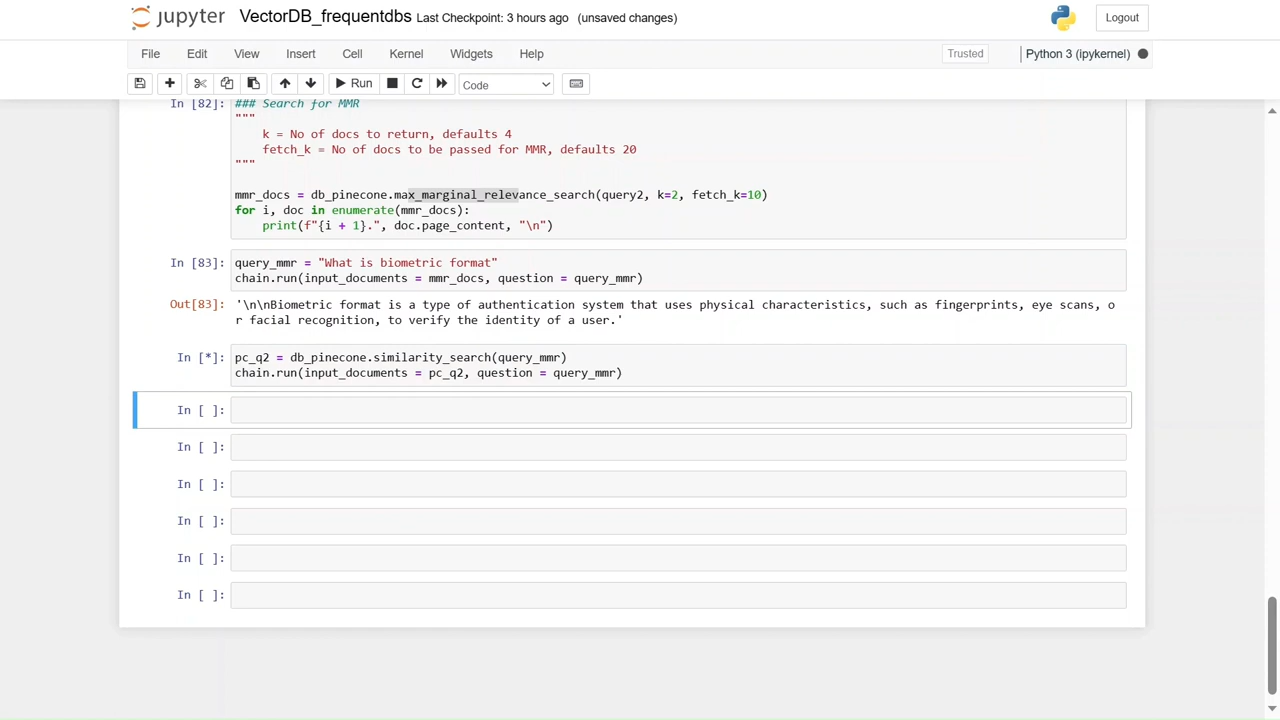 jupyter VectorDB_frequentdbs Last Checkpoint: 3 hours ago (unsaved changes) Logout
File Edit View Insert Cell Kernel Widgets Help Trusted Python 3 (ipykernel)
Run Code
In [82]: ### Search for MMR
"""
k = No of docs to return, defaults 4
fetch_k = No of docs to be passed for MMR, defaults 20
"""
mmr_docs = db_pinecone.max_marginal_relevance_search(query2, k=2, fetch_k=10)
for i, doc in enumerate(mmr_docs):
print(f"{i + 1}.", doc.page_content, "\n")
In [83]: query_mmr = "What is biometric format"
chain.run(input_documents = mmr_docs, question = query_mmr)
Out[83]: '\n\nBiometric format is a type of authentication system that uses physical characteristics, such as fingerprints, eye scans, o
r facial recognition, to verify the identity of a user.'
In [*]: pc_q2 = db_pinecone.similarity_search(query_mmr)
chain.run(input_documents = pc_q2, question = query_mmr)
In [ ]:
In [ ]:
In [ ]:
In [ ]:
In [ ]:
In [ ]: